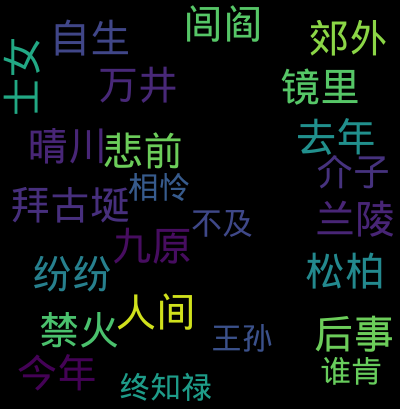 闾阎
自生
郊外
士女
万井
镜里
晴川
悲前
去年
介子
相怜
拜古埏
兰陵
不及
九原
纷纷
松柏
人间
禁火
王孙
后事
今年
终知禄
谁肯